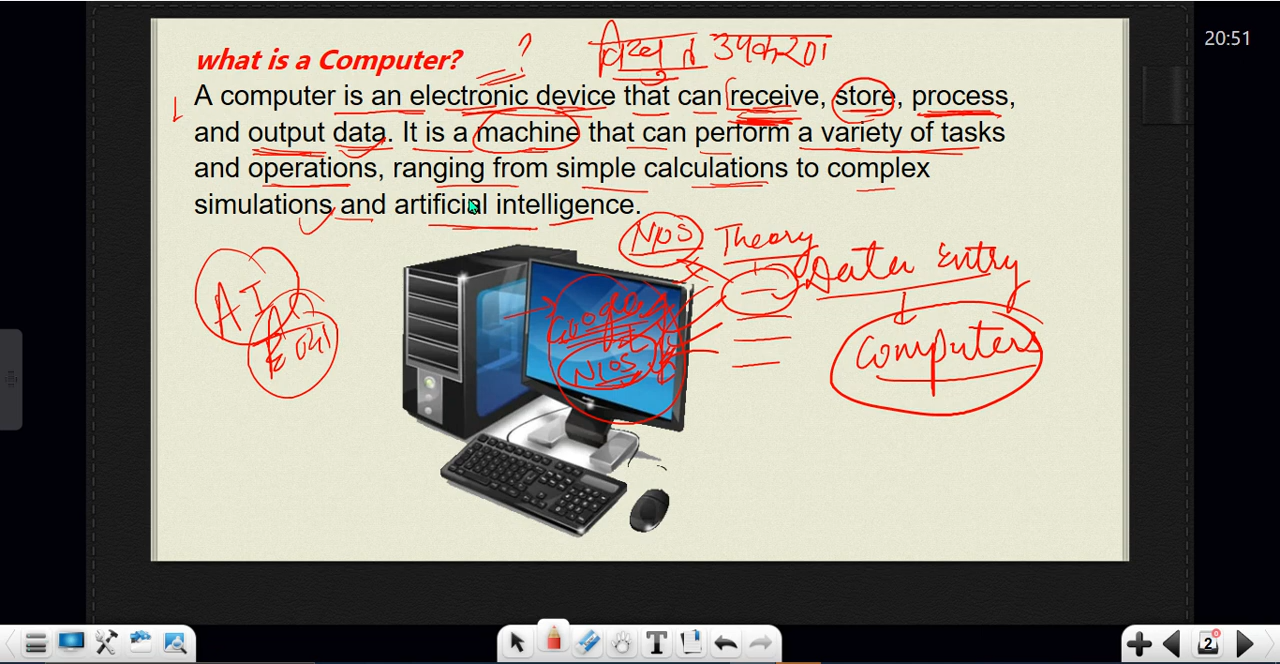 20:51
what is a Computer?
?
विद्युत उपकरण
A computer is an electronic device that can receive, store, process,
and output data. It is a machine that can perform a variety of tasks
and operations, ranging from simple calculations to complex
simulations and artificial intelligence.
Theory
Data Entry
AI
Google
NIOS
Computers
2